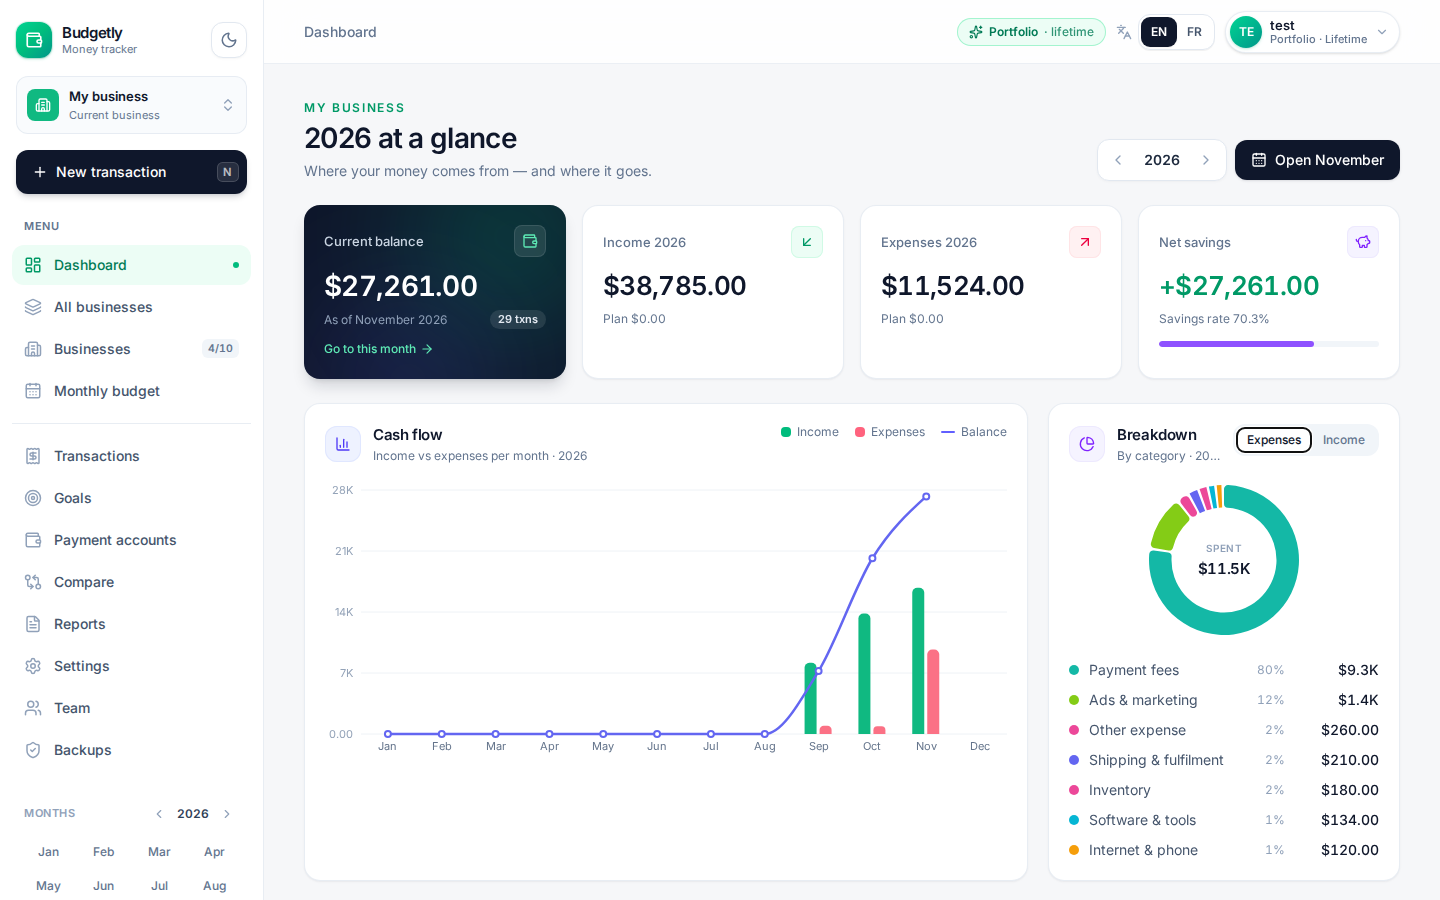 Budgetly
Money tracker
My business
Current business
New transaction N
MENU
Dashboard
All businesses
Businesses 4/10
Monthly budget
Transactions
Goals
Payment accounts
Compare
Reports
Settings
Team
Backups
MONTHS 2026
Jan Feb Mar Apr
May Jun Jul Aug
Dashboard
Portfolio · lifetime
EN FR
TE
test
Portfolio · Lifetime
MY BUSINESS
2026 at a glance
Where your money comes from — and where it goes.
2026
Open November
Current balance
$27,261.00
As of November 2026 29 txns
Go to this month →
Income 2026
$38,785.00
Plan $0.00
Expenses 2026
$11,524.00
Plan $0.00
Net savings
+$27,261.00
Savings rate 70.3%
Cash flow
Income vs expenses per month · 2026
Income Expenses Balance
28K
21K
14K
7K
0.00
Jan Feb Mar Apr May Jun Jul Aug Sep Oct Nov Dec
Breakdown
By category · 20...
Expenses Income
SPENT
$11.5K
Payment fees 80% $9.3K
Ads & marketing 12% $1.4K
Other expense 2% $260.00
Shipping & fulfilment 2% $210.00
Inventory 2% $180.00
Software & tools 1% $134.00
Internet & phone 1% $120.00